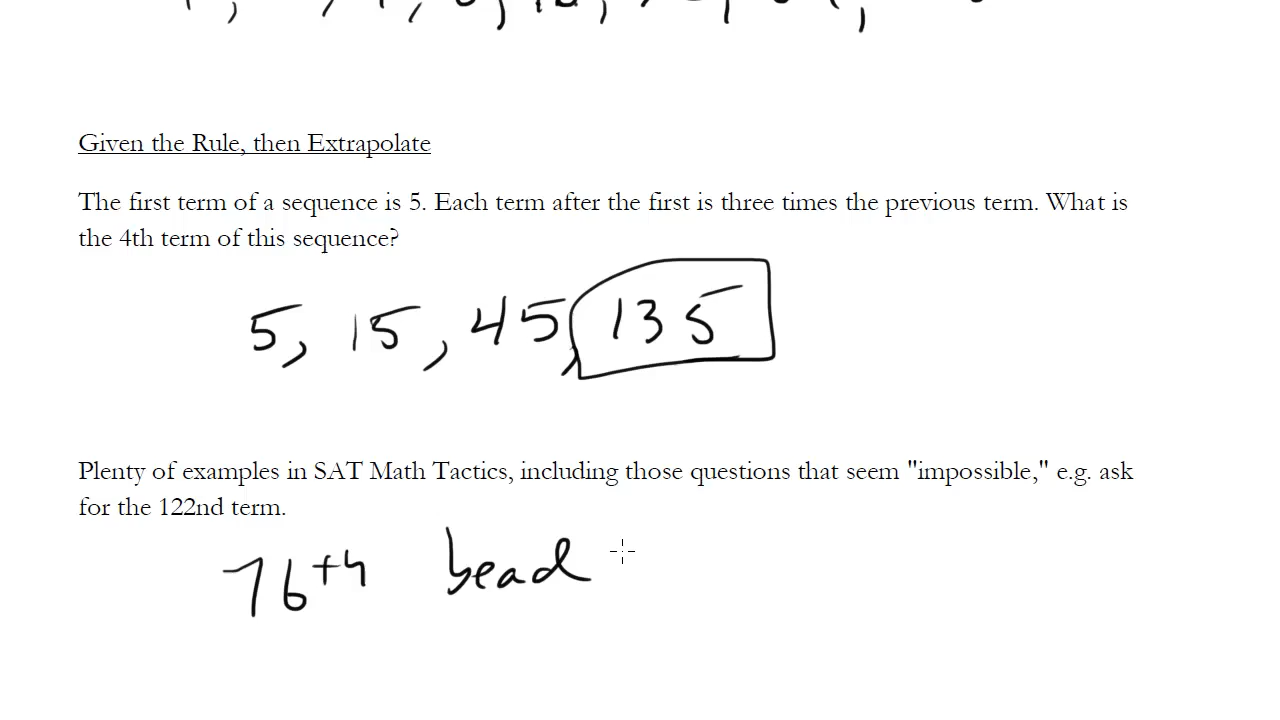 Given the Rule, then Extrapolate
The first term of a sequence is 5. Each term after the first is three times the previous term. What is
the 4th term of this sequence?
5, 15, 45, 135
Plenty of examples in SAT Math Tactics, including those questions that seem "impossible," e.g. ask
for the 122nd term.
76th bead